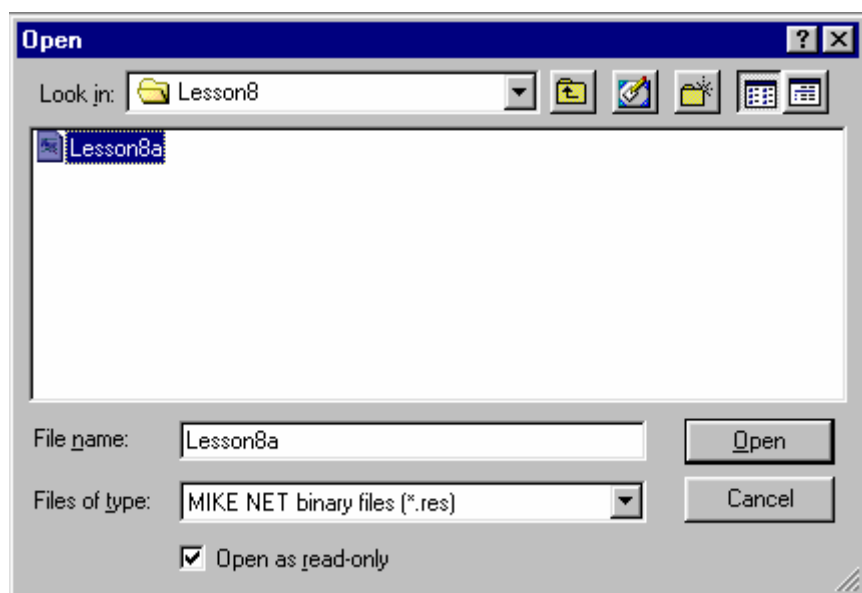 Open
Look in: Lesson8
Lesson8a
File name: Lesson8a Open
Files of type: MIKE NET binary files (*.res) Cancel
Open as read-only